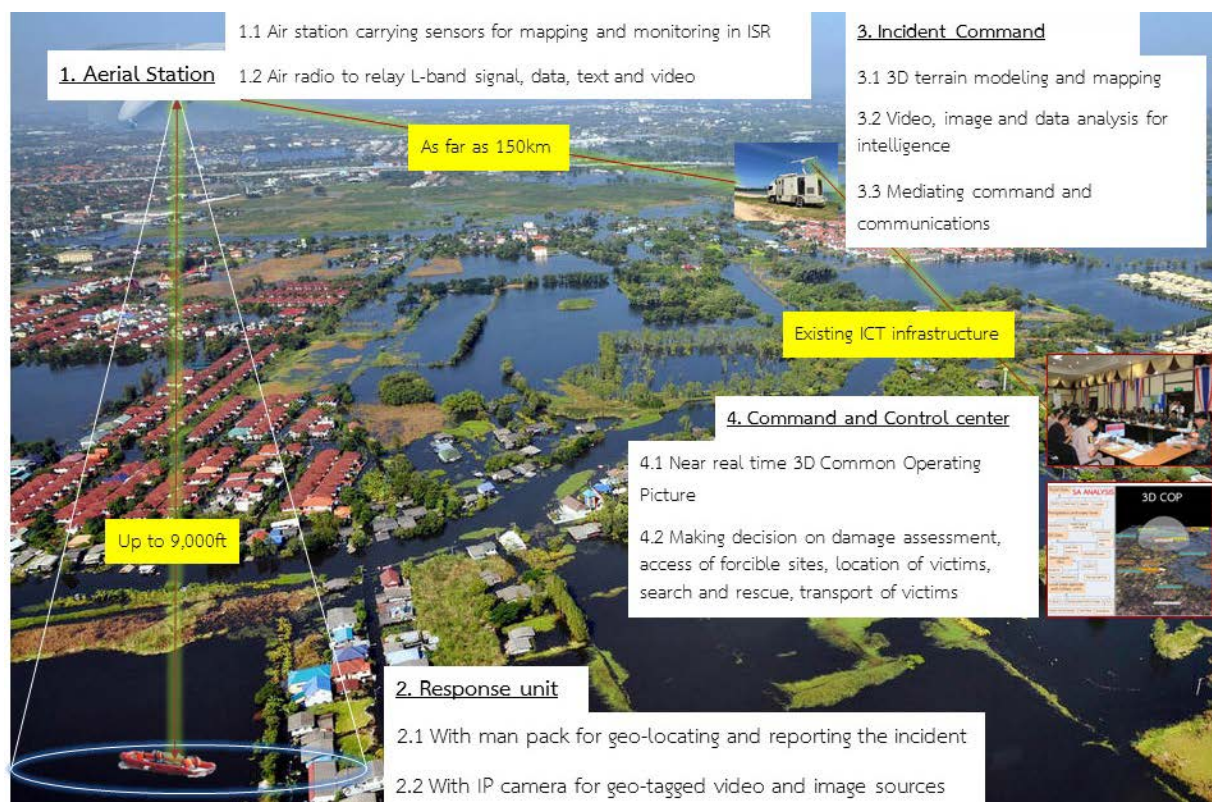 1. Aerial Station
1.1 Air station carrying sensors for mapping and monitoring in ISR
1.2 Air radio to relay L-band signal, data, text and video
As far as 150km
3. Incident Command
3.1 3D terrain modeling and mapping
3.2 Video, image and data analysis for
intelligence
3.3 Mediating command and
communications
Existing ICT infrastructure
4. Command and Control center
4.1 Near real time 3D Common Operating
Picture
4.2 Making decision on damage assessment,
access of forcible sites, location of victims,
search and rescue, transport of victims
SA ANALYSIS
3D COP
Up to 9,000ft
2. Response unit
2.1 With man pack for geo-locating and reporting the incident
2.2 With IP camera for geo-tagged video and image sources